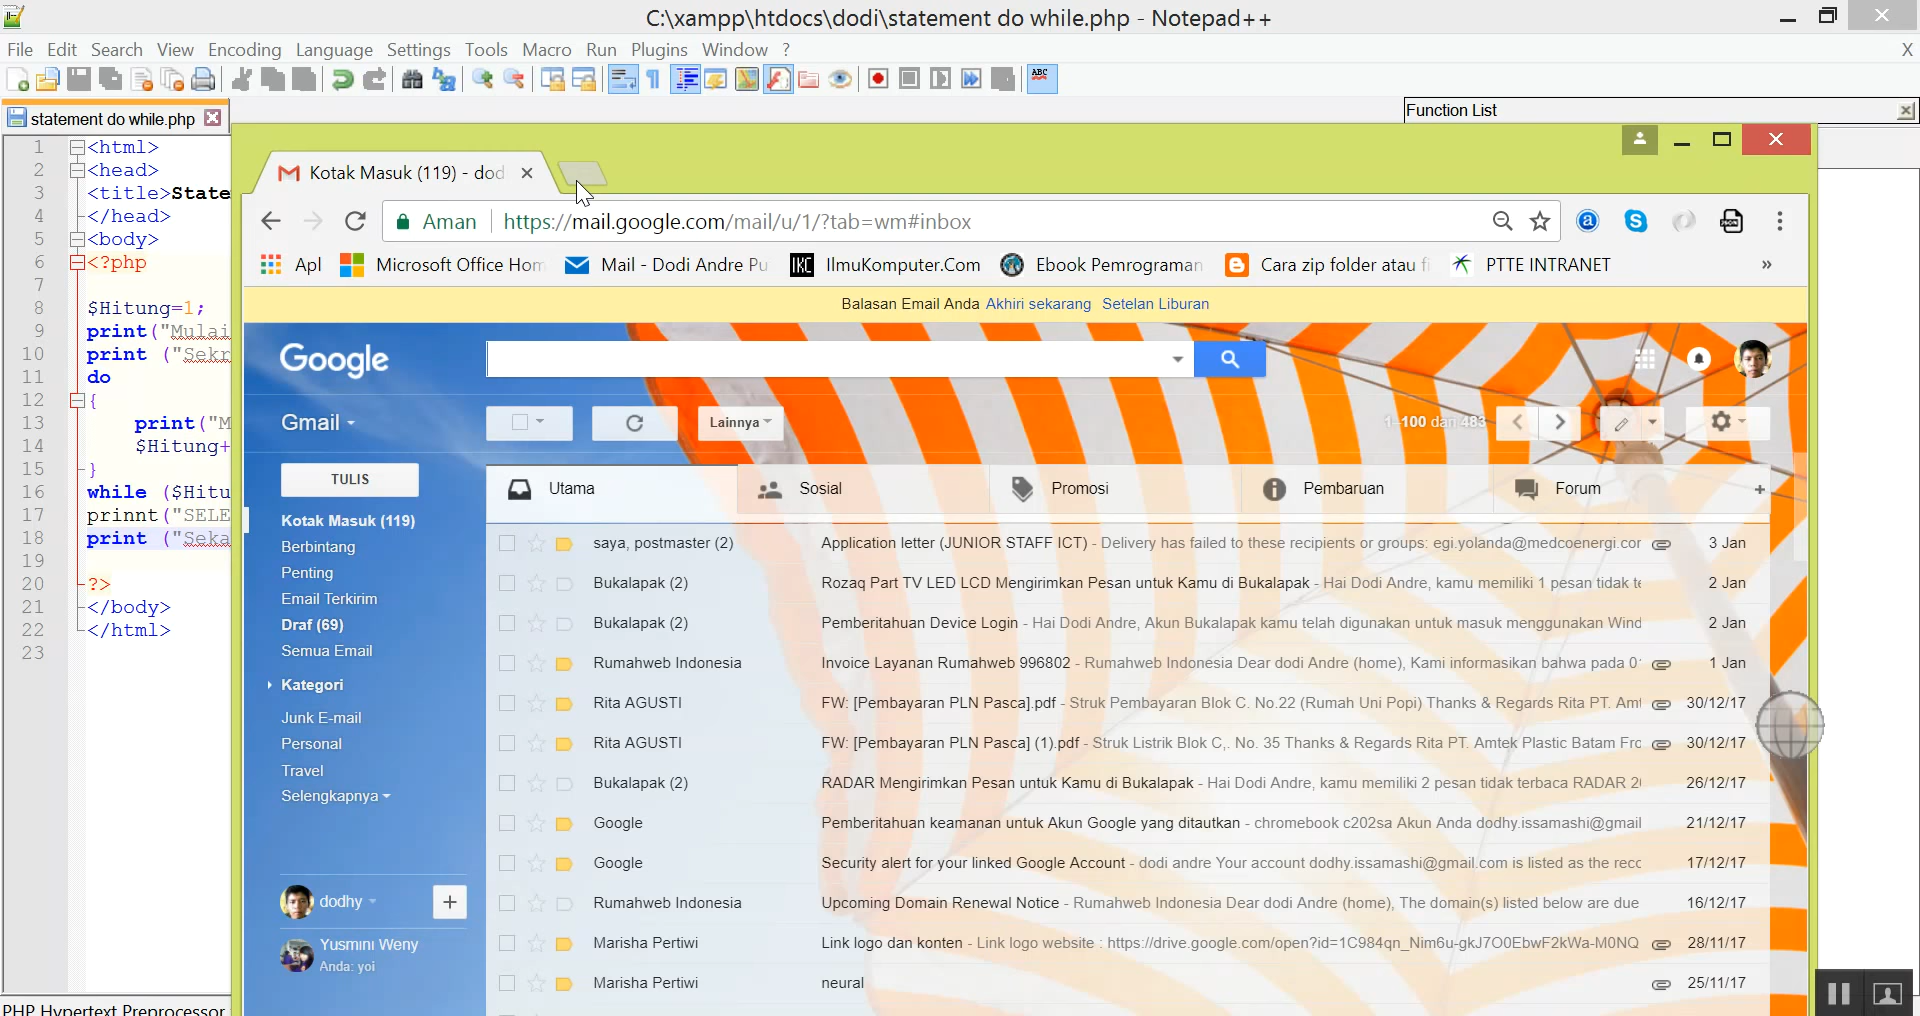 C:\xampp\htdocs\dodi\statement do while.php - Notepad++
File Edit Search View Encoding Language Settings Tools Macro Run Plugins Window ?
X
ABC
statement do while.php
Function List
1 <html>
2 <head>
3 <title>State
4 </head>
5 <body>
6 <?php
7
8 $Hitung=1;
9 print("Mulai
10 print ("Sekr
11 do
12 {
13 print("M
14 $Hitung+
15 }
16 while ($Hitu
17 prinnt("SELE
18 print ("Seka
19
20 ?>
21 </body>
22 </html>
23
PHP Hypertext Preprocessor
Kotak Masuk (119) - dod
Aman https://mail.google.com/mail/u/1/?tab=wm#inbox
Apl Microsoft Office Hom Mail - Dodi Andre Pu IKC IlmuKomputer.Com Ebook Pemrograman Cara zip folder atau fi PTTE INTRANET »
Balasan Email Anda Akhiri sekarang Setelan Liburan
Google
Gmail
Lainnya
1–100 dari 483
TULIS
Utama Sosial Promosi Pembaruan Forum +
Kotak Masuk (119)
Berbintang
Penting
Email Terkirim
Draf (69)
Semua Email
Kategori
Junk E-mail
Personal
Travel
Selengkapnya
dodhy +
Yusmini Weny
Anda: yoi
saya, postmaster (2) Application letter (JUNIOR STAFF ICT) - Delivery has failed to these recipients or groups: egi.yolanda@medcoenergi.cor 3 Jan
Bukalapak (2) Rozaq Part TV LED LCD Mengirimkan Pesan untuk Kamu di Bukalapak - Hai Dodi Andre, kamu memiliki 1 pesan tidak te 2 Jan
Bukalapak (2) Pemberitahuan Device Login - Hai Dodi Andre, Akun Bukalapak kamu telah digunakan untuk masuk menggunakan Wind 2 Jan
Rumahweb Indonesia Invoice Layanan Rumahweb 996802 - Rumahweb Indonesia Dear dodi Andre (home), Kami informasikan bahwa pada 1 Jan
Rita AGUSTI FW: [Pembayaran PLN Pasca].pdf - Struk Pembayaran Blok C. No.22 (Rumah Uni Popi) Thanks & Regards Rita PT. Amt 30/12/17
Rita AGUSTI FW: [Pembayaran PLN Pasca] (1).pdf - Struk Listrik Blok C,. No. 35 Thanks & Regards Rita PT. Amtek Plastic Batam Frc 30/12/17
Bukalapak (2) RADAR Mengirimkan Pesan untuk Kamu di Bukalapak - Hai Dodi Andre, kamu memiliki 2 pesan tidak terbaca RADAR 26/12/17
Google Pemberitahuan keamanan untuk Akun Google yang ditautkan - chromebook c202sa Akun Anda dodhy.issamashi@gmail 21/12/17
Google Security alert for your linked Google Account - dodi andre Your account dodhy.issamashi@gmail.com is listed as the recc 17/12/17
Rumahweb Indonesia Upcoming Domain Renewal Notice - Rumahweb Indonesia Dear dodi Andre (home), The domain(s) listed below are due 16/12/17
Marisha Pertiwi Link logo dan konten - Link logo website : https://drive.google.com/open?id=1C984qn_Nim6u-gkJ7O0EbwF2kWa-M0NQ 28/11/17
Marisha Pertiwi neural 25/11/17